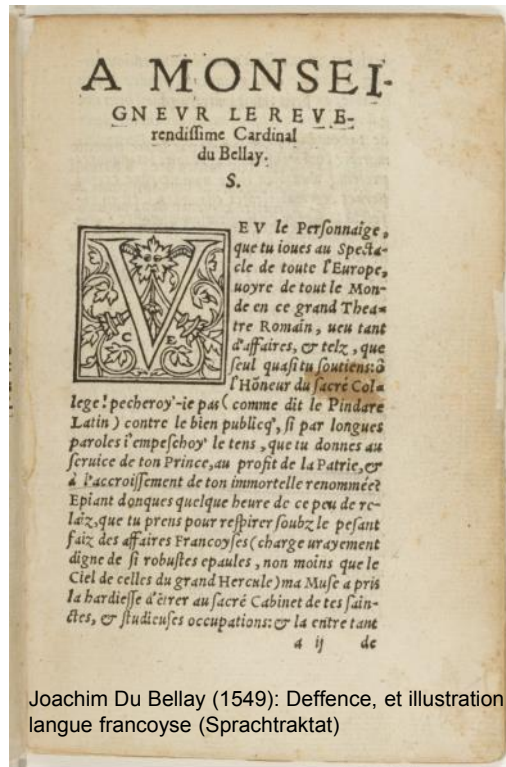 A MONSEI-
GNEVR LE REVE-
rendiſſime Cardinal
du Bellay.
S.
VEV le Perſonnaige,
que tu ioues au Specta-
cle de toute l'Europe,
uoyre de tout le Mon-
de en ce grand Thea=
tre Romain, ueu tant
d'affaires, & telz, que
ſeul quaſi tu ſoutiens: ô
l'Hõneur du ſacré Col=
lege! pecheroy'-ie pas (comme dit le Pindare
Latin) contre le bien publicq', ſi par longues
paroles i'empeſchoy' le tens, que tu donnes au
ſeruice de ton Prince, au profit de la Patrie, &
à l'accroiſſement de ton immortelle renommée?
Epiant donques quelque heure de ce peu de re-
laiz, que tu prens pour reſpirer ſoubz le peſant
faiz des affaires Francoyſes (charge urayement
digne de ſi robuſtes epaules, non moins que le
Ciel de celles du grand Hercule) ma Muſe a pris
la hardieſſe d'étrer au ſacré Cabinet de tes ſain-
ctes, & ſtudieuſes occupations: & la entre tant
a ij de
Joachim Du Bellay (1549): Deffence, et illustration
langue francoyse (Sprachtraktat)